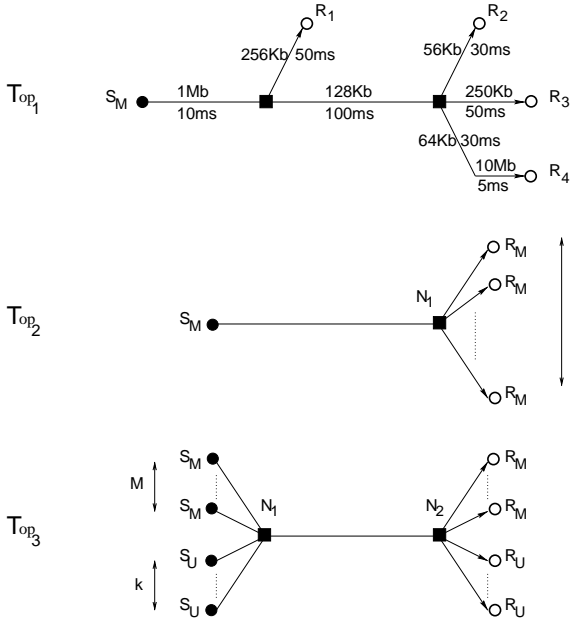 R1 R2
256Kb 50ms 56Kb 30ms
Top1 SM 1Mb 128Kb 250Kb R3
10ms 100ms 50ms
64Kb 30ms
10Mb R4
5ms
RM
N1 RM
Top2 SM
RM
SM RM
M
SM N1 N2 RM
Top3
SU RU
k
SU RU